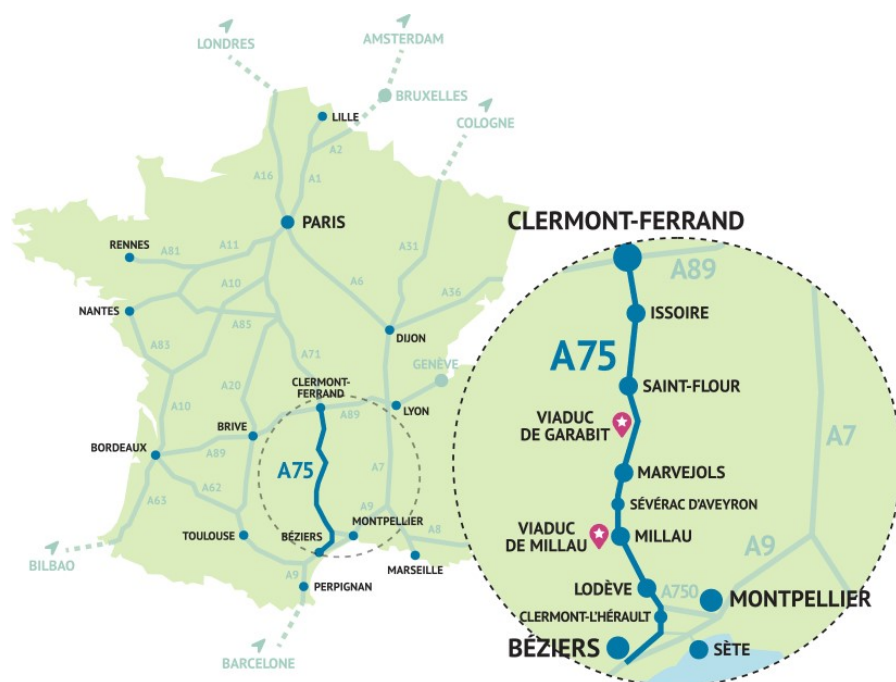 LONDRES
AMSTERDAM
BRUXELLES
COLOGNE
LILLE
A2
A16
A1
PARIS
RENNES
A81
A11
A31
A10
A6
A36
NANTES
A85
DIJON
A83
A71
GENÈVE
CLERMONT-
FERRAND
A20
A89
LYON
A10
BRIVE
BORDEAUX
A89
A75
A7
A62
A63
A9
MONTPELLIER
TOULOUSE
BÉZIERS
A8
MARSEILLE
BILBAO
A9
PERPIGNAN
BARCELONE
CLERMONT-FERRAND
A89
ISSOIRE
A75
SAINT-FLOUR
VIADUC
DE GARABIT
A7
MARVEJOLS
SÉVÉRAC D'AVEYRON
VIADUC
DE MILLAU
MILLAU
A9
LODÈVE
A750
MONTPELLIER
CLERMONT-L'HÉRAULT
BÉZIERS
SÈTE